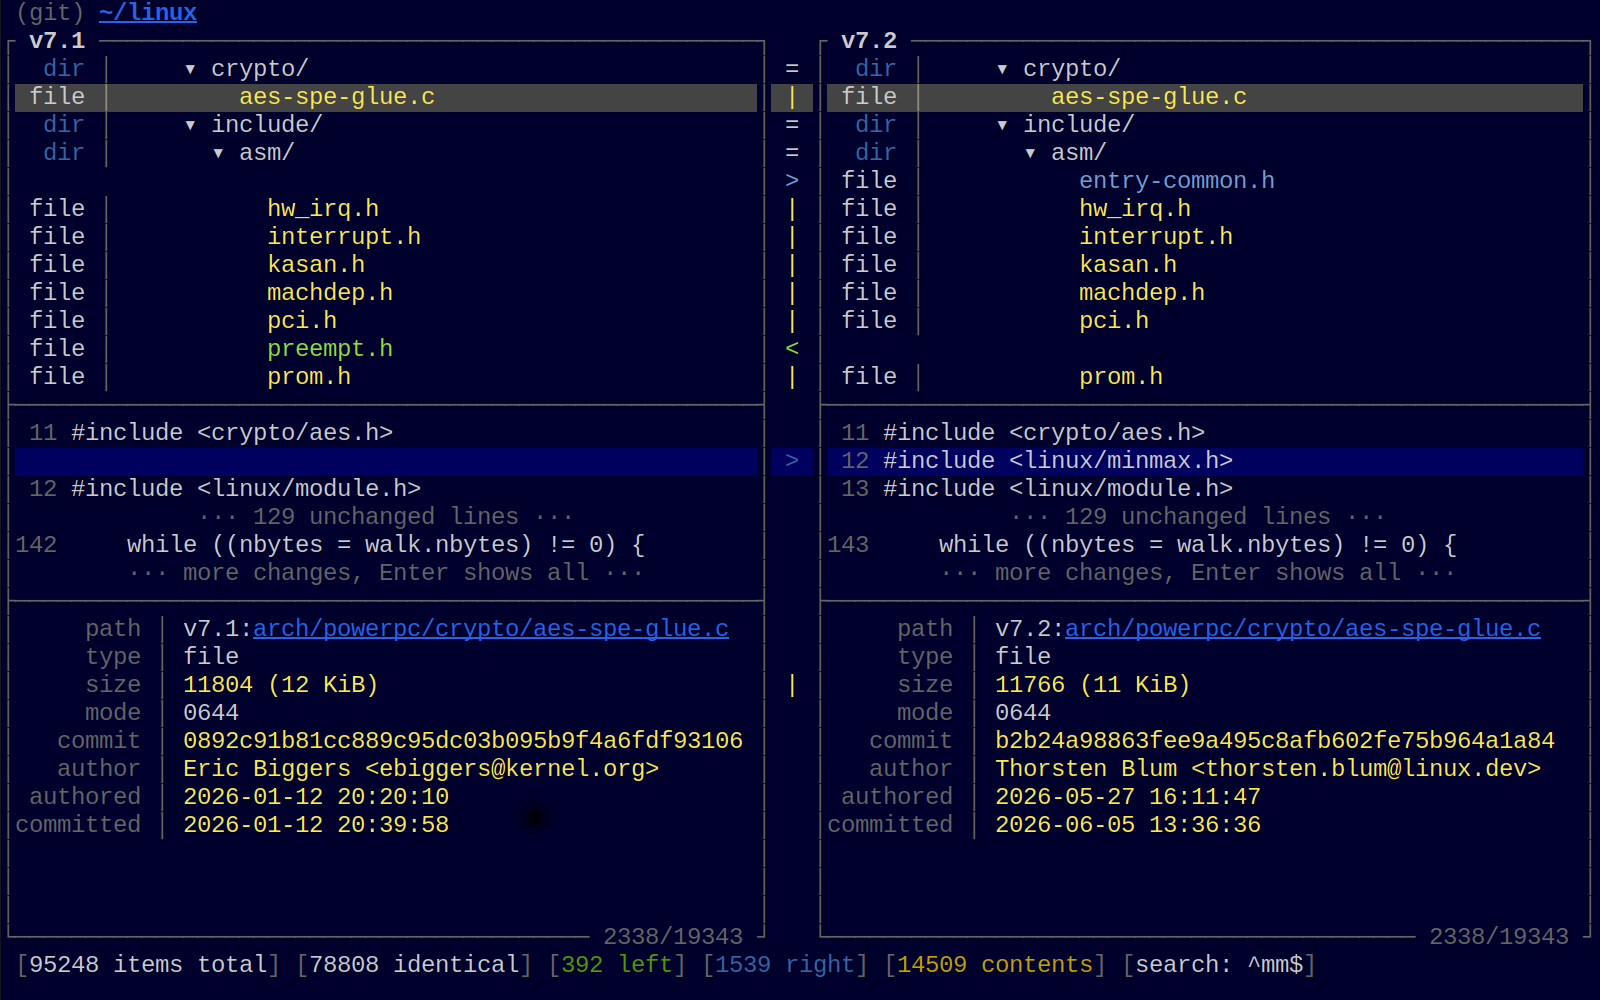 (git) ~/linux
v7.1 v7.2
dir │ ▾ crypto/ = dir │ ▾ crypto/
file │ aes-spe-glue.c | file │ aes-spe-glue.c
dir │ ▾ include/ = dir │ ▾ include/
dir │ ▾ asm/ = dir │ ▾ asm/
> file │ entry-common.h
file │ hw_irq.h | file │ hw_irq.h
file │ interrupt.h | file │ interrupt.h
file │ kasan.h | file │ kasan.h
file │ machdep.h | file │ machdep.h
file │ pci.h | file │ pci.h
file │ preempt.h <
file │ prom.h | file │ prom.h
11 #include <crypto/aes.h> 11 #include <crypto/aes.h>
> 12 #include <linux/minmax.h>
12 #include <linux/module.h> 13 #include <linux/module.h>
··· 129 unchanged lines ··· ··· 129 unchanged lines ···
142 while ((nbytes = walk.nbytes) != 0) { 143 while ((nbytes = walk.nbytes) != 0) {
··· more changes, Enter shows all ··· ··· more changes, Enter shows all ···
path │ v7.1:arch/powerpc/crypto/aes-spe-glue.c path │ v7.2:arch/powerpc/crypto/aes-spe-glue.c
type │ file type │ file
size │ 11804 (12 KiB) | size │ 11766 (11 KiB)
mode │ 0644 mode │ 0644
commit │ 0892c91b81cc889c95dc03b095b9f4a6fdf93106 commit │ b2b24a98863fee9a495c8afb602fe75b964a1a84
author │ Eric Biggers <ebiggers@kernel.org> author │ Thorsten Blum <thorsten.blum@linux.dev>
authored │ 2026-01-12 20:20:10 authored │ 2026-05-27 16:11:47
committed │ 2026-01-12 20:39:58 committed │ 2026-06-05 13:36:36
2338/19343 2338/19343
[95248 items total] [78808 identical] [392 left] [1539 right] [14509 contents] [search: ^mm$]